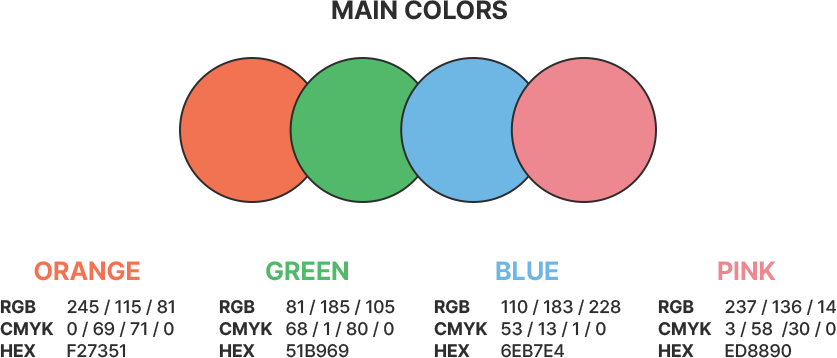 MAIN COLORS
ORANGE GREEN BLUE PINK
RGB 245 / 115 / 81 RGB 81 / 185 / 105 RGB 110 / 183 / 228 RGB 237 / 136 / 14
CMYK 0 / 69 / 71 / 0 CMYK 68 / 1 / 80 / 0 CMYK 53 / 13 / 1 / 0 CMYK 3 / 58 /30 / 0
HEX F27351 HEX 51B969 HEX 6EB7E4 HEX ED8890